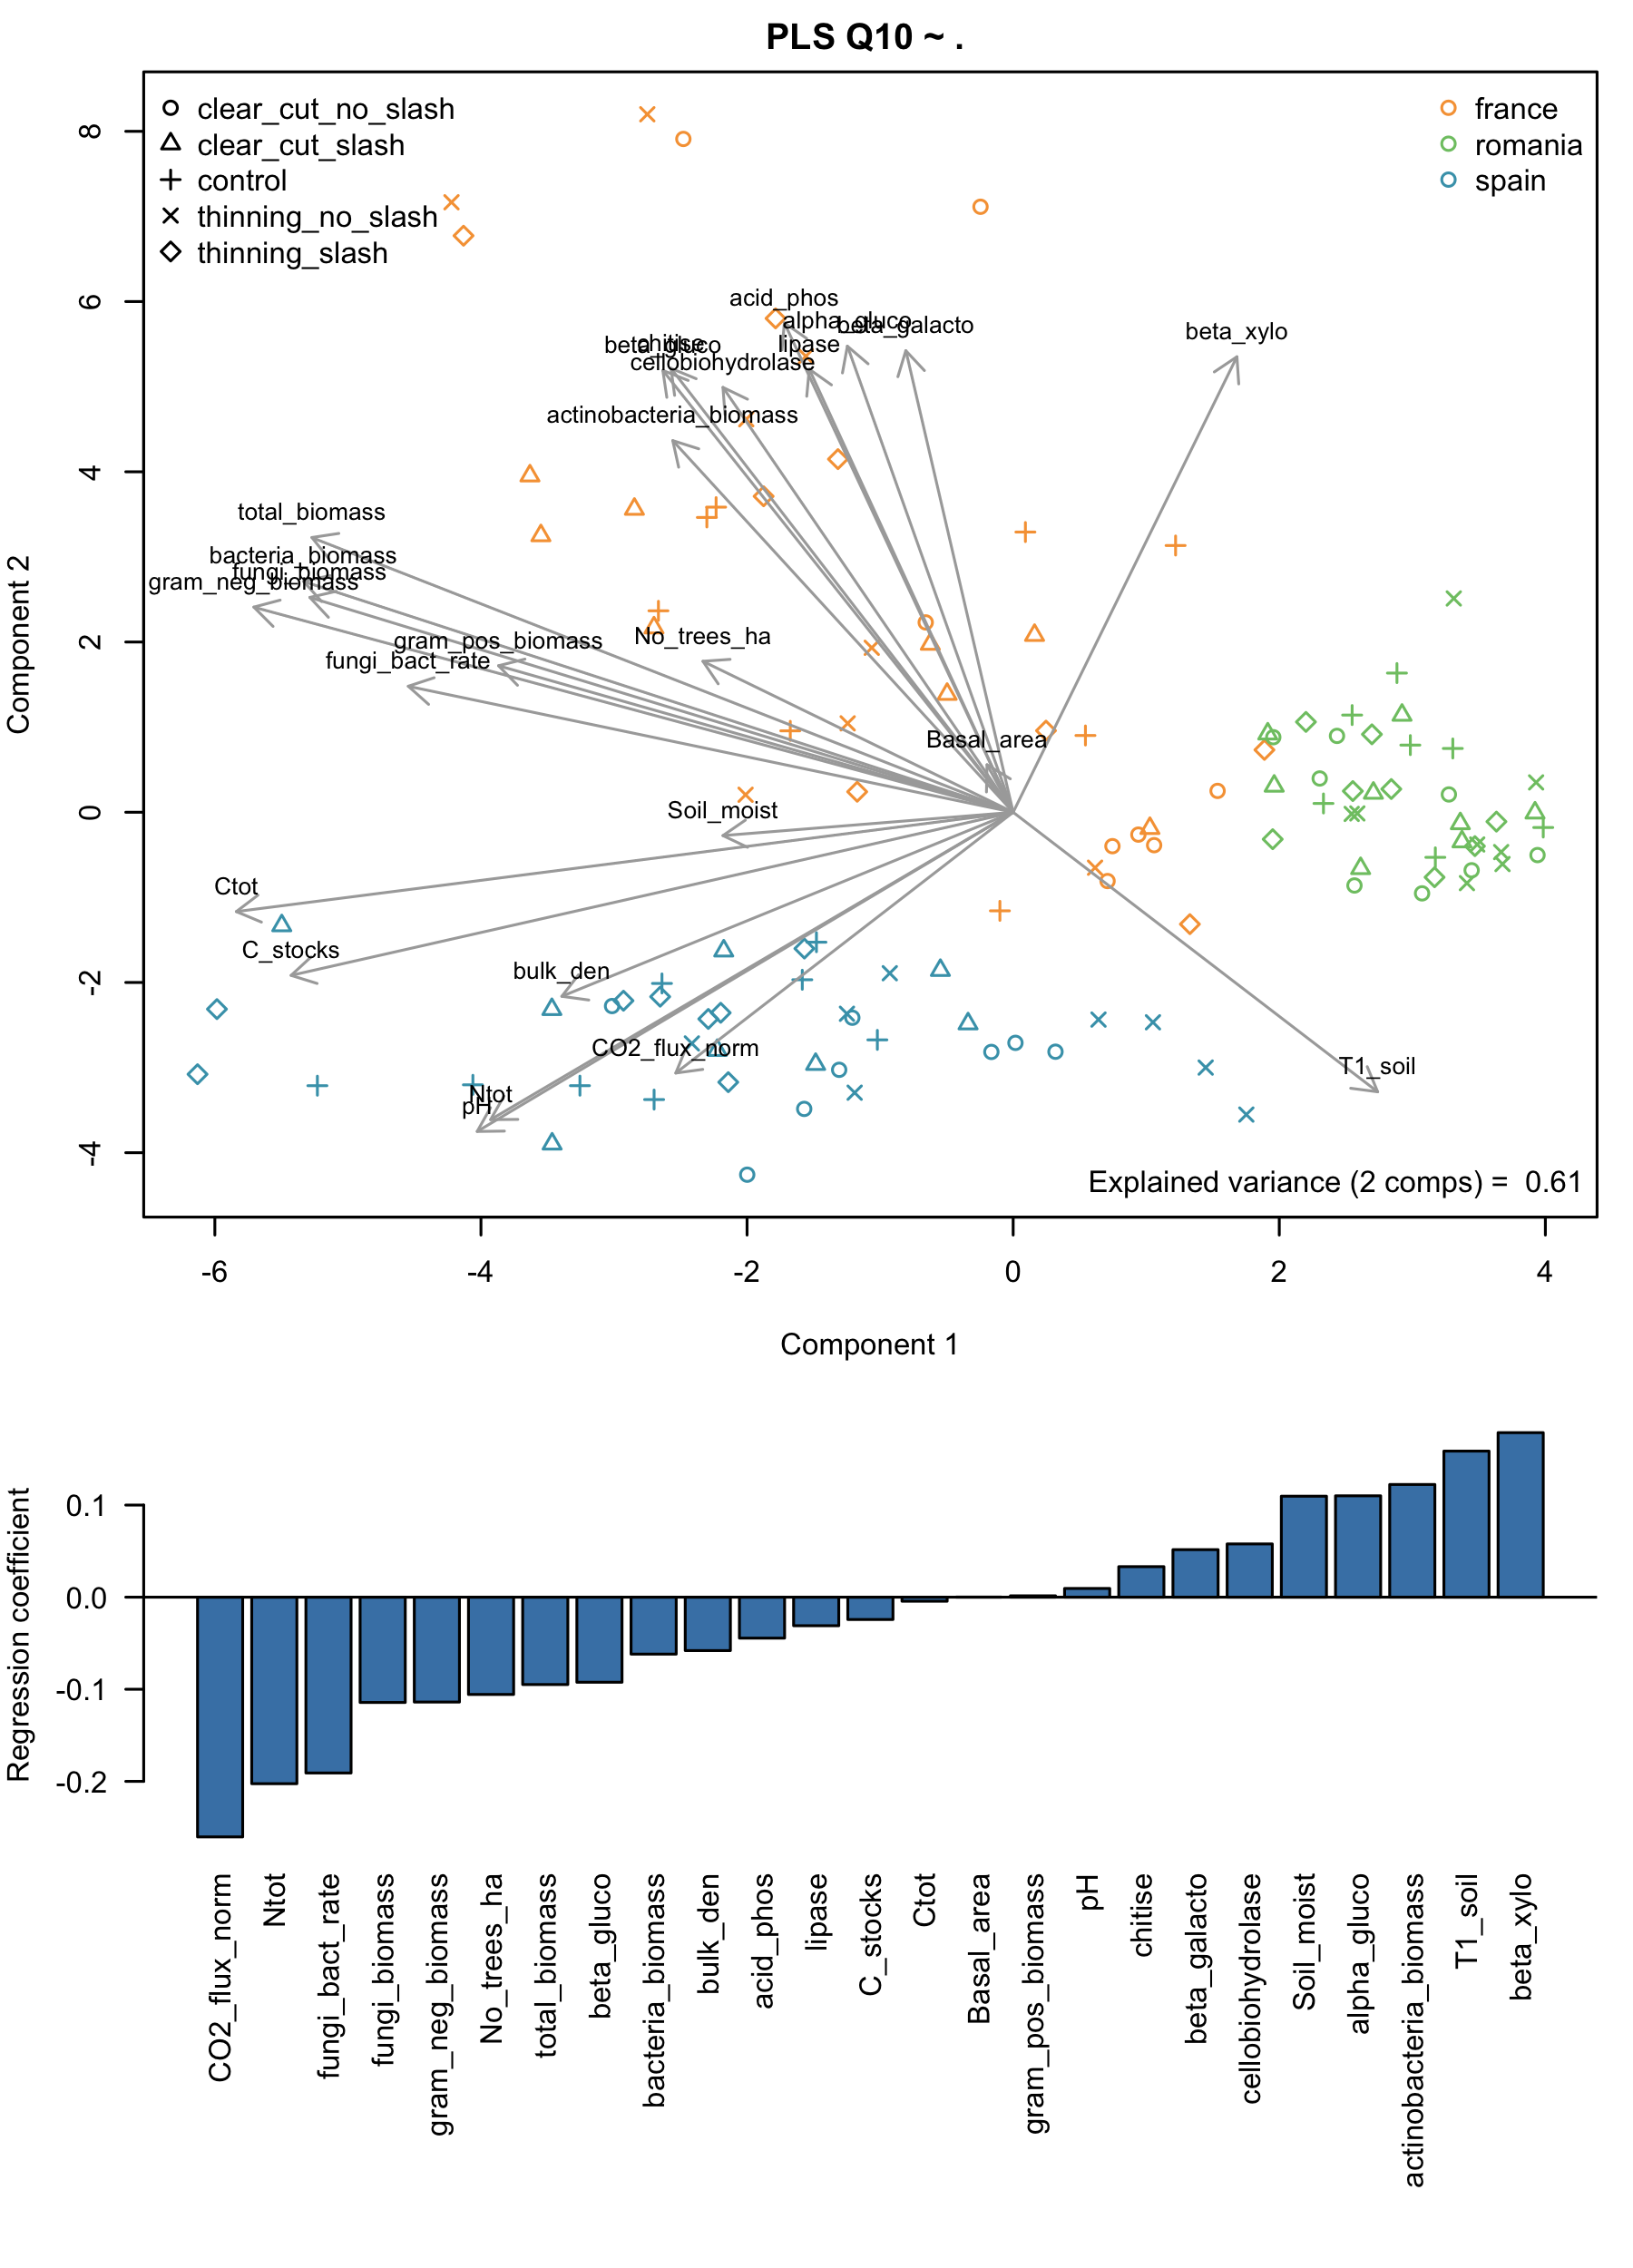 PLS Q10 ~ .
clear_cut_no_slash
clear_cut_slash
control
thinning_no_slash
thinning_slash
france
romania
spain
acid_phos
alpha_gluco
beta_galacto
beta_xylo
lipase
chitise
beta_gluco
cellobiohydrolase
actinobacteria_biomass
total_biomass
bacteria_biomass
fungi_biomass
gram_neg_biomass
gram_pos_biomass
No_trees_ha
fungi_bact_rate
Basal_area
Soil_moist
Ctot
C_stocks
bulk_den
CO2_flux_norm
T1_soil
Ntot
pH
Explained variance (2 comps) = 0.61
Component 2
8
6
4
2
0
-2
-4
-6
-4
-2
0
2
4
Component 1
Regression coefficient
0.1
0.0
-0.1
-0.2
CO2_flux_norm
Ntot
fungi_bact_rate
fungi_biomass
gram_neg_biomass
No_trees_ha
total_biomass
beta_gluco
bacteria_biomass
bulk_den
acid_phos
lipase
C_stocks
Ctot
Basal_area
gram_pos_biomass
pH
chitise
beta_galacto
cellobiohydrolase
Soil_moist
alpha_gluco
actinobacteria_biomass
T1_soil
beta_xylo